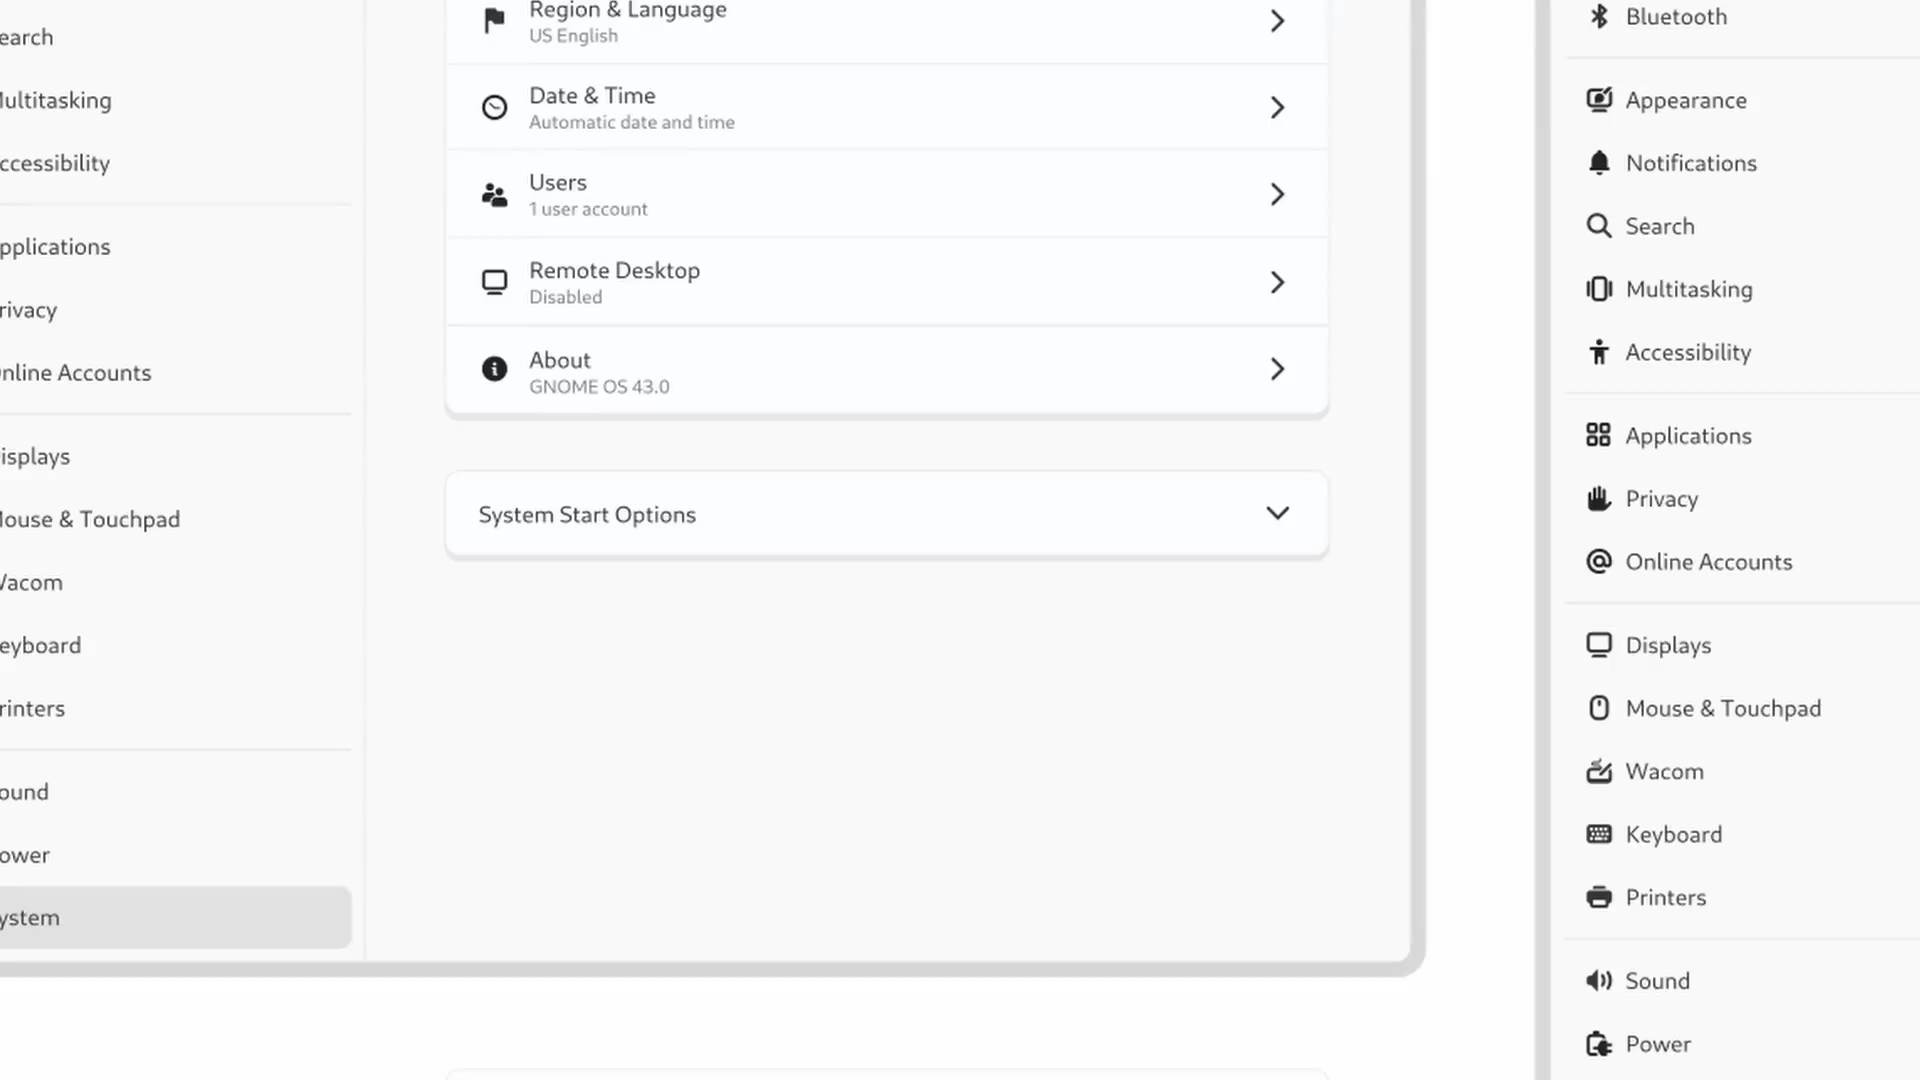 earch
ultitasking
ccessibility
pplications
rivacy
nline Accounts
isplays
ouse & Touchpad
acom
eyboard
rinters
ound
ower
ystem
Region & Language
US English
Date & Time
Automatic date and time
Users
1 user account
Remote Desktop
Disabled
About
GNOME OS 43.0
System Start Options
Bluetooth
Appearance
Notifications
Search
Multitasking
Accessibility
Applications
Privacy
Online Accounts
Displays
Mouse & Touchpad
Wacom
Keyboard
Printers
Sound
Power